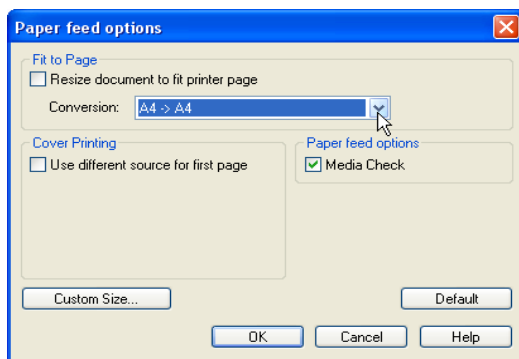 Paper feed options
Fit to Page
Resize document to fit printer page
Conversion: A4 -> A4
Cover Printing
Use different source for first page
Paper feed options
Media Check
Custom Size...
Default
OK
Cancel
Help